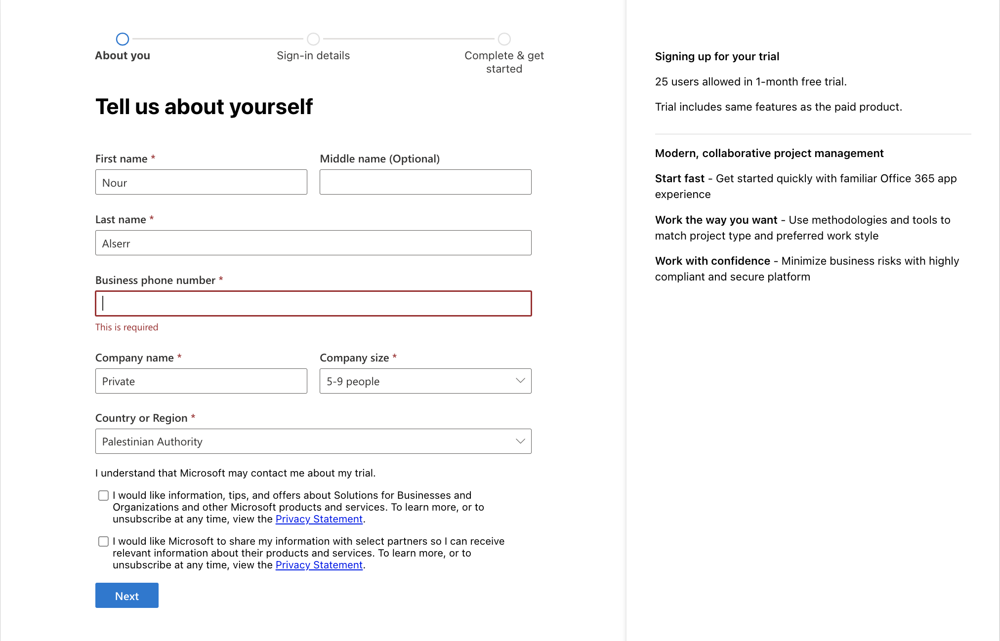 About you
Sign-in details
Complete & get
started
Tell us about yourself
First name *
Middle name (Optional)
Nour
Last name *
Alserr
Business phone number *
This is required
Company name *
Company size *
Private
5-9 people
Country or Region *
Palestinian Authority
I understand that Microsoft may contact me about my trial.
I would like information, tips, and offers about Solutions for Businesses and
Organizations and other Microsoft products and services. To learn more, or to
unsubscribe at any time, view the Privacy Statement.
I would like Microsoft to share my information with select partners so I can receive
relevant information about their products and services. To learn more, or to
unsubscribe at any time, view the Privacy Statement.
Next
Signing up for your trial
25 users allowed in 1-month free trial.
Trial includes same features as the paid product.
Modern, collaborative project management
Start fast - Get started quickly with familiar Office 365 app
experience
Work the way you want - Use methodologies and tools to
match project type and preferred work style
Work with confidence - Minimize business risks with highly
compliant and secure platform